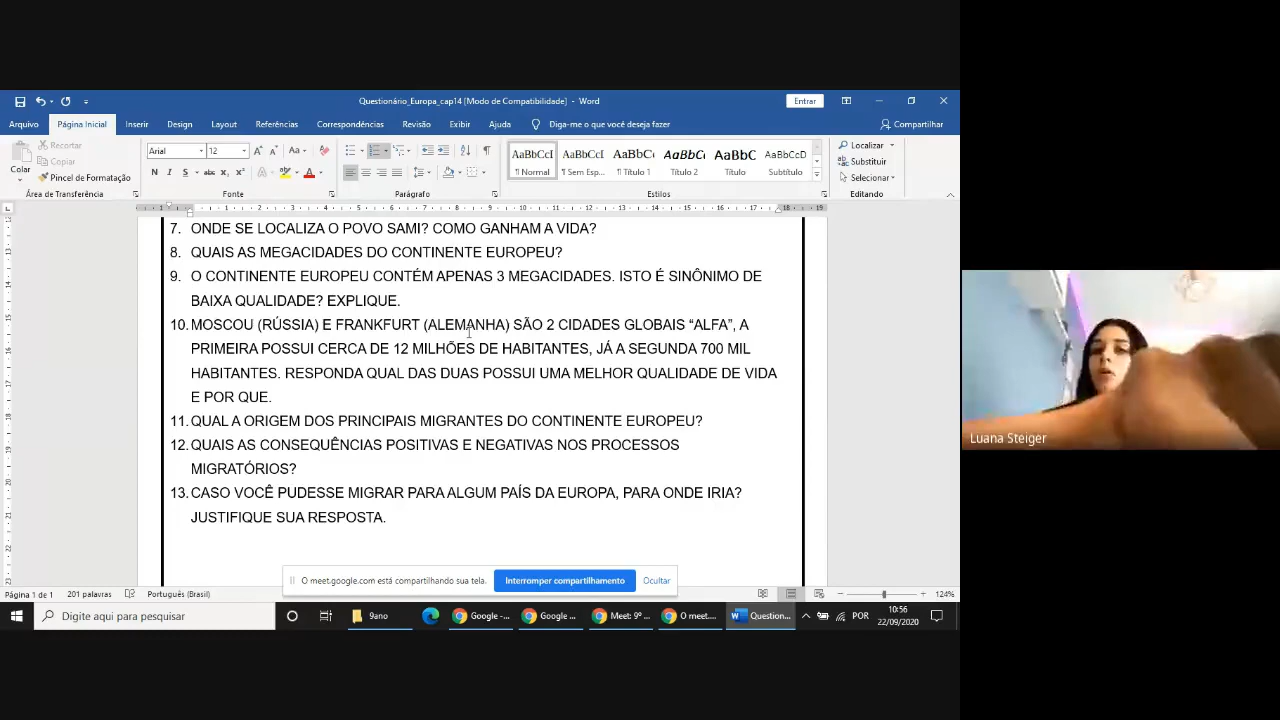 Questionário_Europa_cap14 [Modo de Compatibilidade] - Word
Entrar
Arquivo Página Inicial Inserir Design Layout Referências Correspondências Revisão Exibir Ajuda Diga-me o que você deseja fazer Compartilhar
Colar
Recortar
Copiar
Pincel de Formatação
Área de Transferência
Arial 12
Fonte
Parágrafo
AaBbCcI AaBbCcI AaBbC AaBbC AaBbC AaBbCcD
¶ Normal ¶ Sem Esp... ¶ Título 1 Título 2 Título Subtítulo
Estilos
Localizar
Substituir
Selecionar
Editando
7. ONDE SE LOCALIZA O POVO SAMI? COMO GANHAM A VIDA?
8. QUAIS AS MEGACIDADES DO CONTINENTE EUROPEU?
9. O CONTINENTE EUROPEU CONTÉM APENAS 3 MEGACIDADES. ISTO É SINÔNIMO DE
BAIXA QUALIDADE? EXPLIQUE.
10. MOSCOU (RÚSSIA) E FRANKFURT (ALEMANHA) SÃO 2 CIDADES GLOBAIS “ALFA”, A
PRIMEIRA POSSUI CERCA DE 12 MILHÕES DE HABITANTES, JÁ A SEGUNDA 700 MIL
HABITANTES. RESPONDA QUAL DAS DUAS POSSUI UMA MELHOR QUALIDADE DE VIDA
E POR QUE.
11. QUAL A ORIGEM DOS PRINCIPAIS MIGRANTES DO CONTINENTE EUROPEU?
12. QUAIS AS CONSEQUÊNCIAS POSITIVAS E NEGATIVAS NOS PROCESSOS
MIGRATÓRIOS?
13. CASO VOCÊ PUDESSE MIGRAR PARA ALGUM PAÍS DA EUROPA, PARA ONDE IRIA?
JUSTIFIQUE SUA RESPOSTA.
O meet.google.com está compartilhando sua tela. Interromper compartilhamento Ocultar
Página 1 de 1 201 palavras Português (Brasil) 124%
Digite aqui para pesquisar 9ano Google -... Google ... Meet: 9º ... O meet.... Question... POR 10:56
22/09/2020
Luana Steiger